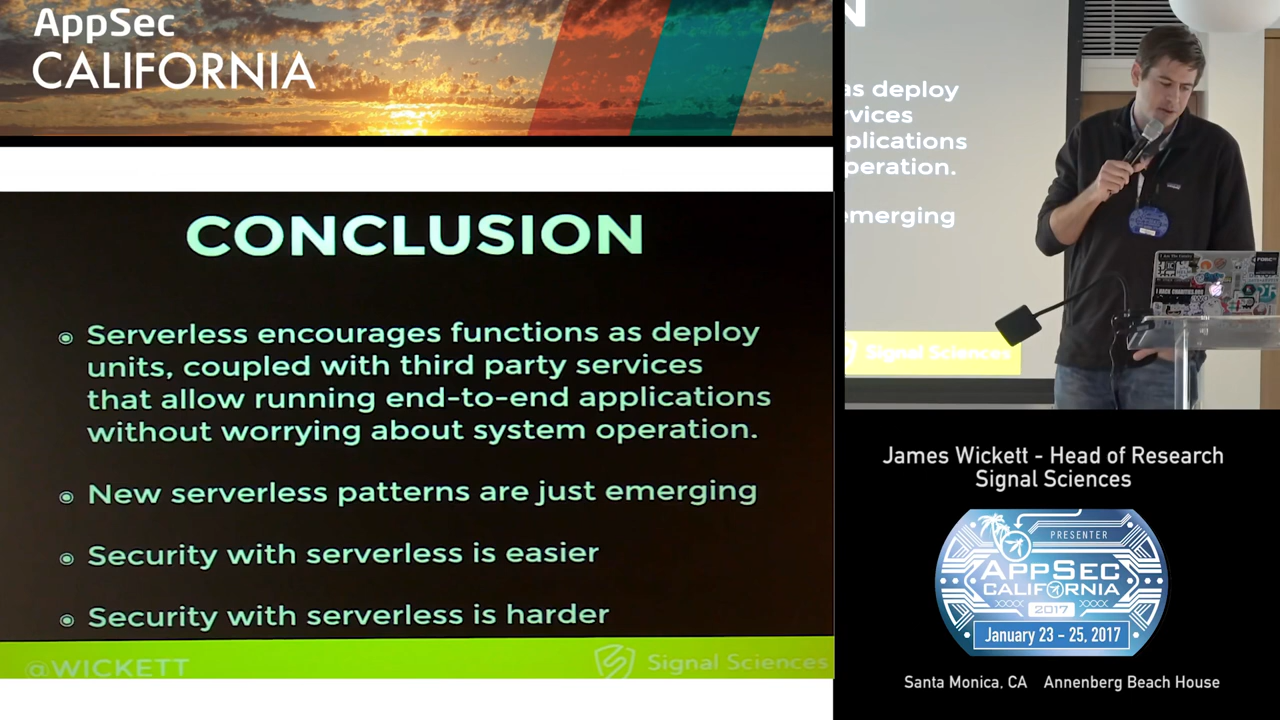 AppSec
CALIFORNIA
CONCLUSION
Serverless encourages functions as deploy
units, coupled with third party services
that allow running end-to-end applications
without worrying about system operation.
New serverless patterns are just emerging
Security with serverless is easier
Security with serverless is harder
@WICKETT
Signal Sciences
N
as deploy
rvices
plications
peration.
emerging
Signal Sciences
James Wickett - Head of Research
Signal Sciences
PRESENTER
APPSEC
CALIFORNIA
2017
January 23 - 25, 2017
Santa Monica, CA Annenberg Beach House